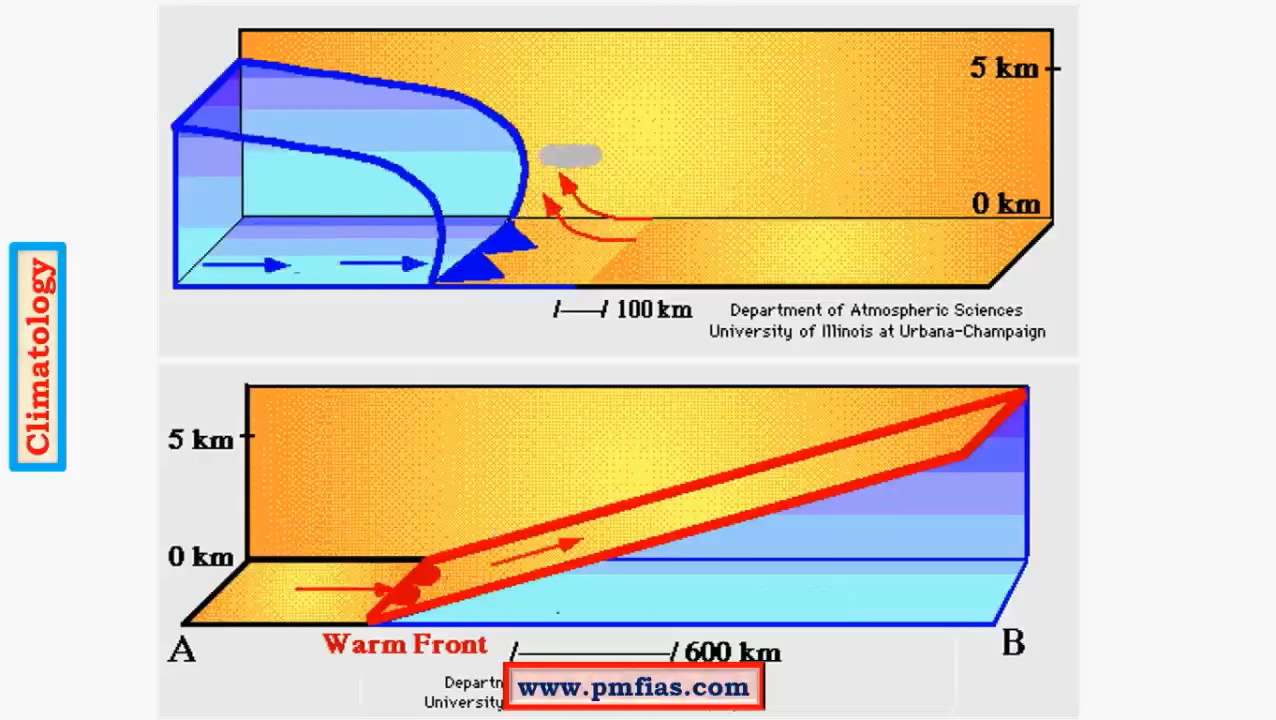 Climatology
5 km
0 km
100 km
Department of Atmospheric Sciences
University of Illinois at Urbana-Champaign
5 km
0 km
A
Warm Front
600 km
B
University
www.pmfias.com